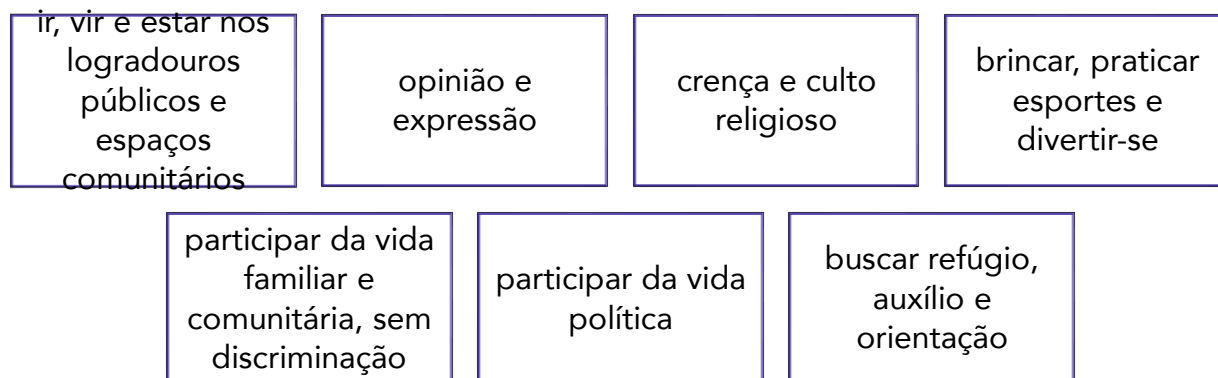 ir, vir e estar nos
logradouros
públicos e
espaços
comunitários
opinião e
expressão
crença e culto
religioso
brincar, praticar
esportes e
divertir-se
participar da vida
familiar e
comunitária, sem
discriminação
participar da vida
política
buscar refúgio,
auxílio e
orientação